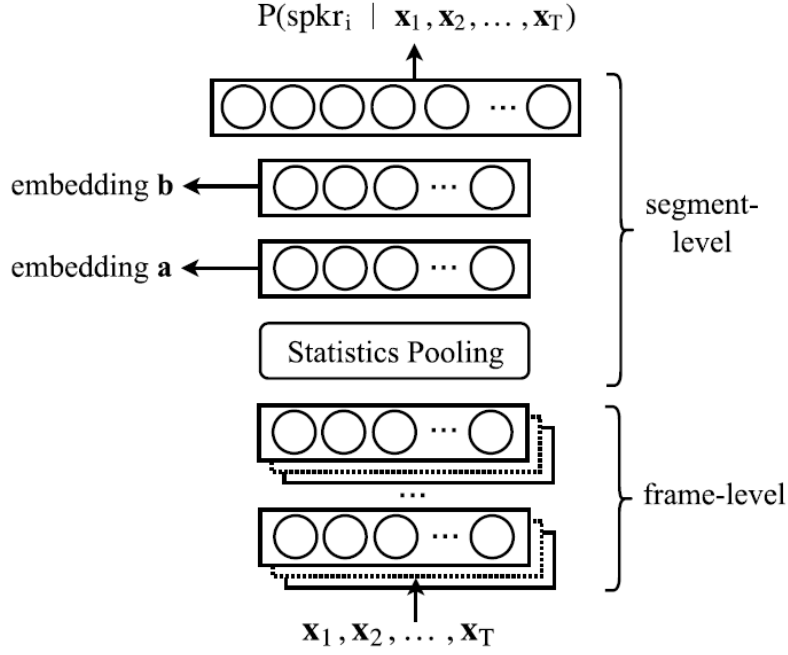 P(spkr_i | x_1, x_2, ..., x_T)
...
embedding b
...
segment-level
embedding a
...
Statistics Pooling
...
...
frame-level
...
x_1, x_2, ..., x_T